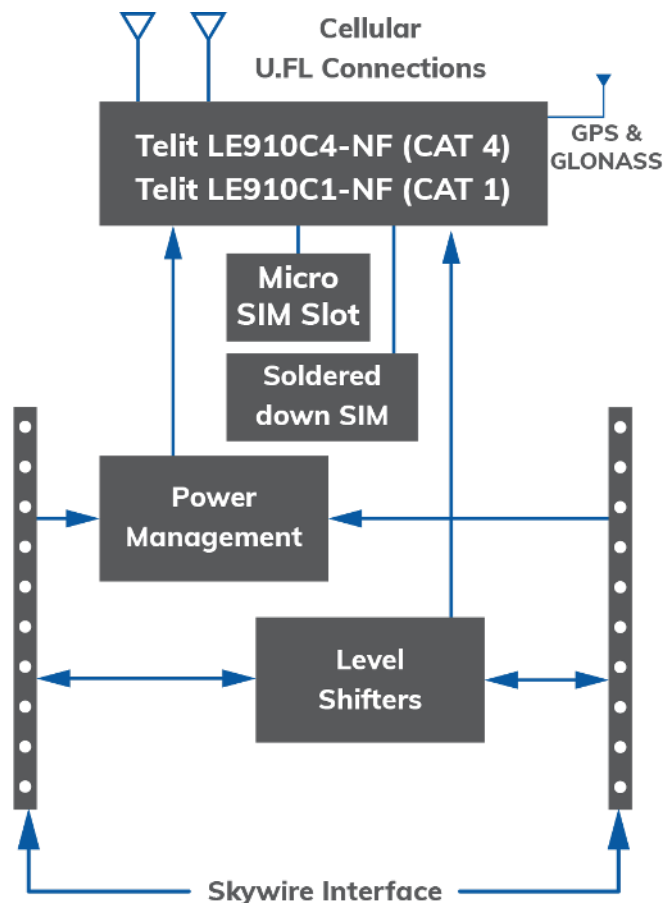 Cellular
U.FL Connections
Telit LE910C4-NF (CAT 4)
Telit LE910C1-NF (CAT 1)
GPS &
GLONASS
Micro
SIM Slot
Soldered
down SIM
Power
Management
Level
Shifters
Skywire Interface